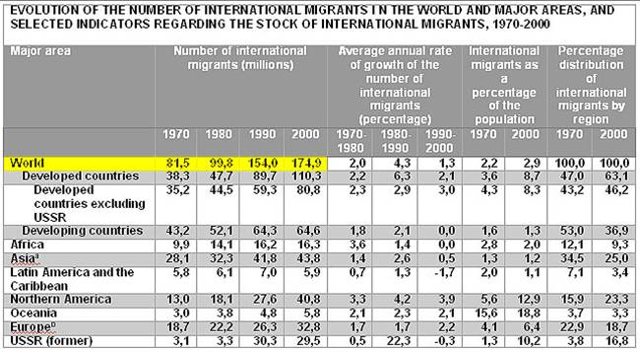 EVOLUTION OF THE NUMBER OF INTERNATIONAL MIGRANTS IN THE WORLD AND MAJOR AREAS, AND
SELECTED INDICATORS REGARDING THE STOCK OF INTERNATIONAL MIGRANTS, 1970-2000
Major area Number of international migrants (millions) Average annual rate of growth of the number of international migrants (percentage) International migrants as a percentage of the population Percentage distribution of international migrants by region
1970 1980 1990 2000 1970-1980 1980-1990 1990-2000 1970 2000 1970 2000
World 81,5 99,8 154,0 174,9 2,0 4,3 1,3 2,2 2,9 100,0 100,0
Developed countries 38,3 47,7 89,7 110,3 2,2 6,3 2,1 3,6 8,7 47,0 63,1
Developed countries excluding USSR 35,2 44,5 59,3 80,8 2,3 2,9 3,0 4,3 8,3 43,2 46,2
Developing countries 43,2 52,1 64,3 64,6 1,8 2,1 0,0 1,6 1,3 53,0 36,9
Africa 9,9 14,1 16,2 16,3 3,6 1,4 0,0 2,8 2,0 12,1 9,3
Asiaª 28,1 32,3 41,8 43,8 1,4 2,6 0,5 1,3 1,2 34,5 25,0
Latin America and the Caribbean 5,8 6,1 7,0 5,9 0,7 1,3 -1,7 2,0 1,1 7,1 3,4
Northern America 13,0 18,1 27,6 40,8 3,3 4,2 3,9 5,6 12,9 15,9 23,3
Oceania 3,0 3,8 4,8 5,8 2,1 2,3 2,1 15,6 18,8 3,7 3,3
Europeº 18,7 22,2 26,3 32,8 1,7 1,7 2,2 4,1 6,4 22,9 18,7
USSR (former) 3,1 3,3 30,3 29,5 0,5 22,3 -0,3 1,3 10,2 3,8 16,8